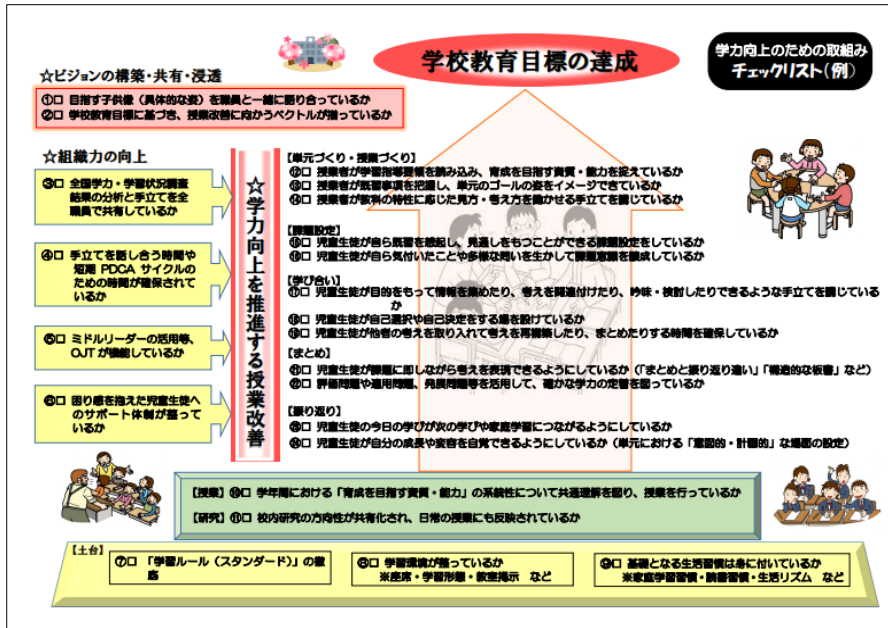 学校教育目標の達成
学力向上のための取組み
チェックリスト(例)
☆ビジョンの構築・共有・浸透
①□ 目指す子供像(具体的な姿)を職員と一緒に語り合っているか
②□ 学校教育目標に基づき、授業改善に向かうベクトルが揃っているか
☆組織力の向上
③□ 全国学力・学習状況調査
結果の分析と手立てを全
職員で共有しているか
④□ 手立てを話し合う時間や
短期 PDCA サイクルの
ための時間が確保されて
いるか
⑤□ ミドルリーダーの活用等、
OJT が機能しているか
⑥□ 困り感を抱えた児童生徒へ
のサポート体制が整って
いるか
☆学力向上を推進する授業改善
【単元づくり・授業づくり】
⑫□ 授業者が学習指導要領を読み込み、育成を目指す資質・能力を捉えているか
⑬□ 授業者が既習事項を把握し、単元のゴールの姿をイメージできているか
⑭□ 授業者が教科の特性に応じた見方・考え方を働かせる手立てを講じているか
【課題設定】
⑮□ 児童生徒が自ら既習を想起し、見通しをもつことができる課題設定をしているか
⑯□ 児童生徒が自ら気付いたことや多様な問いを生かして課題意識を醸成しているか
【学び合い】
⑰□ 児童生徒が目的をもって情報を集めたり、考えを関連付けたり、吟味・検討したりできるような手立てを講じている
か
⑱□ 児童生徒が自己選択や自己決定をする場を設けているか
⑲□ 児童生徒が他者の考えを取り入れて考えを再構築したり、まとめたりする時間を確保しているか
【まとめ】
㉑□ 児童生徒が課題に即しながら考えを表現できるようにしているか(「まとめと振り返り違い」「構造的な板書」など)
㉒□ 評価問題や適用問題、発展問題等を活用して、確かな学力の定着を図っているか
【振り返り】
㉓□ 児童生徒の今日の学びが次の学びや家庭学習につながるようにしているか
㉔□ 児童生徒が自分の成長や変容を自覚できるようにしているか(単元における「意図的・計画的」な場面の設定)
【授業】⑩□ 学年間における「育成を目指す資質・能力」の系統性について共通理解を図り、授業を行っているか
【研究】⑪□ 校内研究の方向性が共有化され、日常の授業にも反映されているか
【土台】
⑦□ 「学習ルール(スタンダード)」の徹
底
⑧□ 学習環境が整っているか
※座席・学習形態・教室掲示 など
⑨□ 基礎となる生活習慣は身に付いているか
※家庭学習習慣・読書習慣・生活リズム など